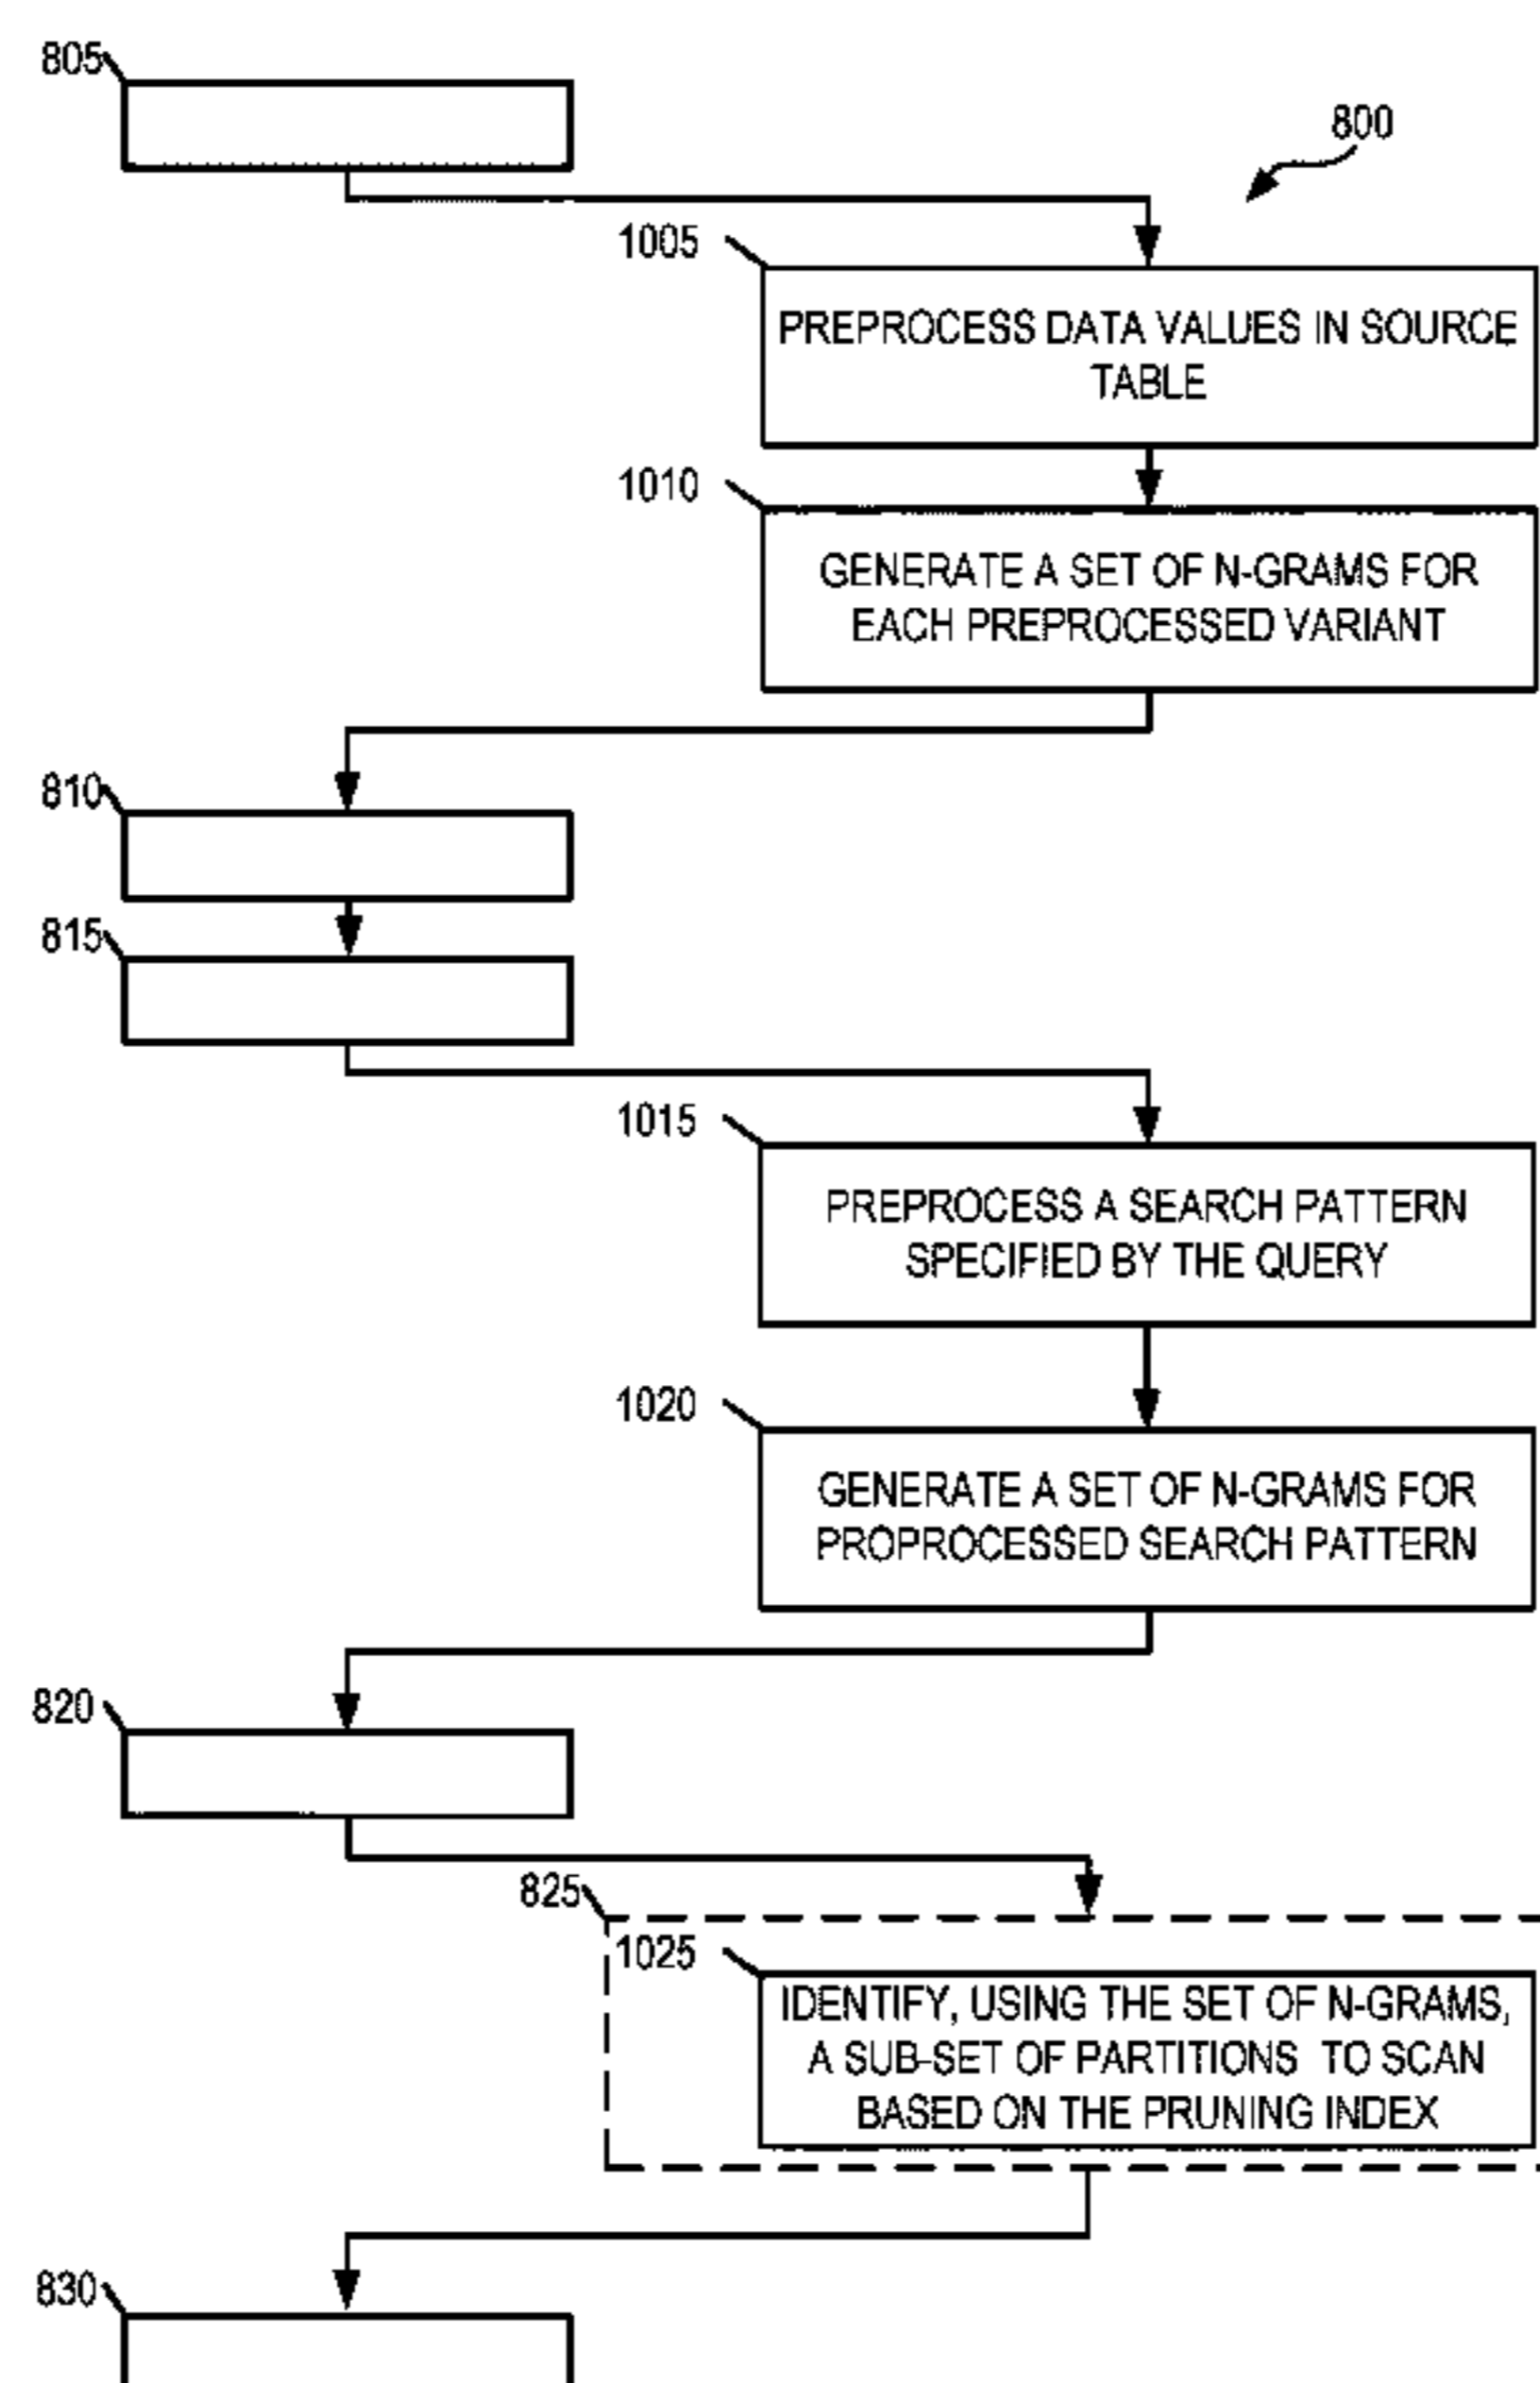 805
800
1005
PREPROCESS DATA VALUES IN SOURCE
TABLE
1010
GENERATE A SET OF N-GRAMS FOR
EACH PREPROCESSED VARIANT
810
815
1015
PREPROCESS A SEARCH PATTERN
SPECIFIED BY THE QUERY
1020
GENERATE A SET OF N-GRAMS FOR
PROPROCESSED SEARCH PATTERN
820
825
1025
IDENTIFY, USING THE SET OF N-GRAMS,
A SUB-SET OF PARTITIONS TO SCAN
BASED ON THE PRUNING INDEX
830